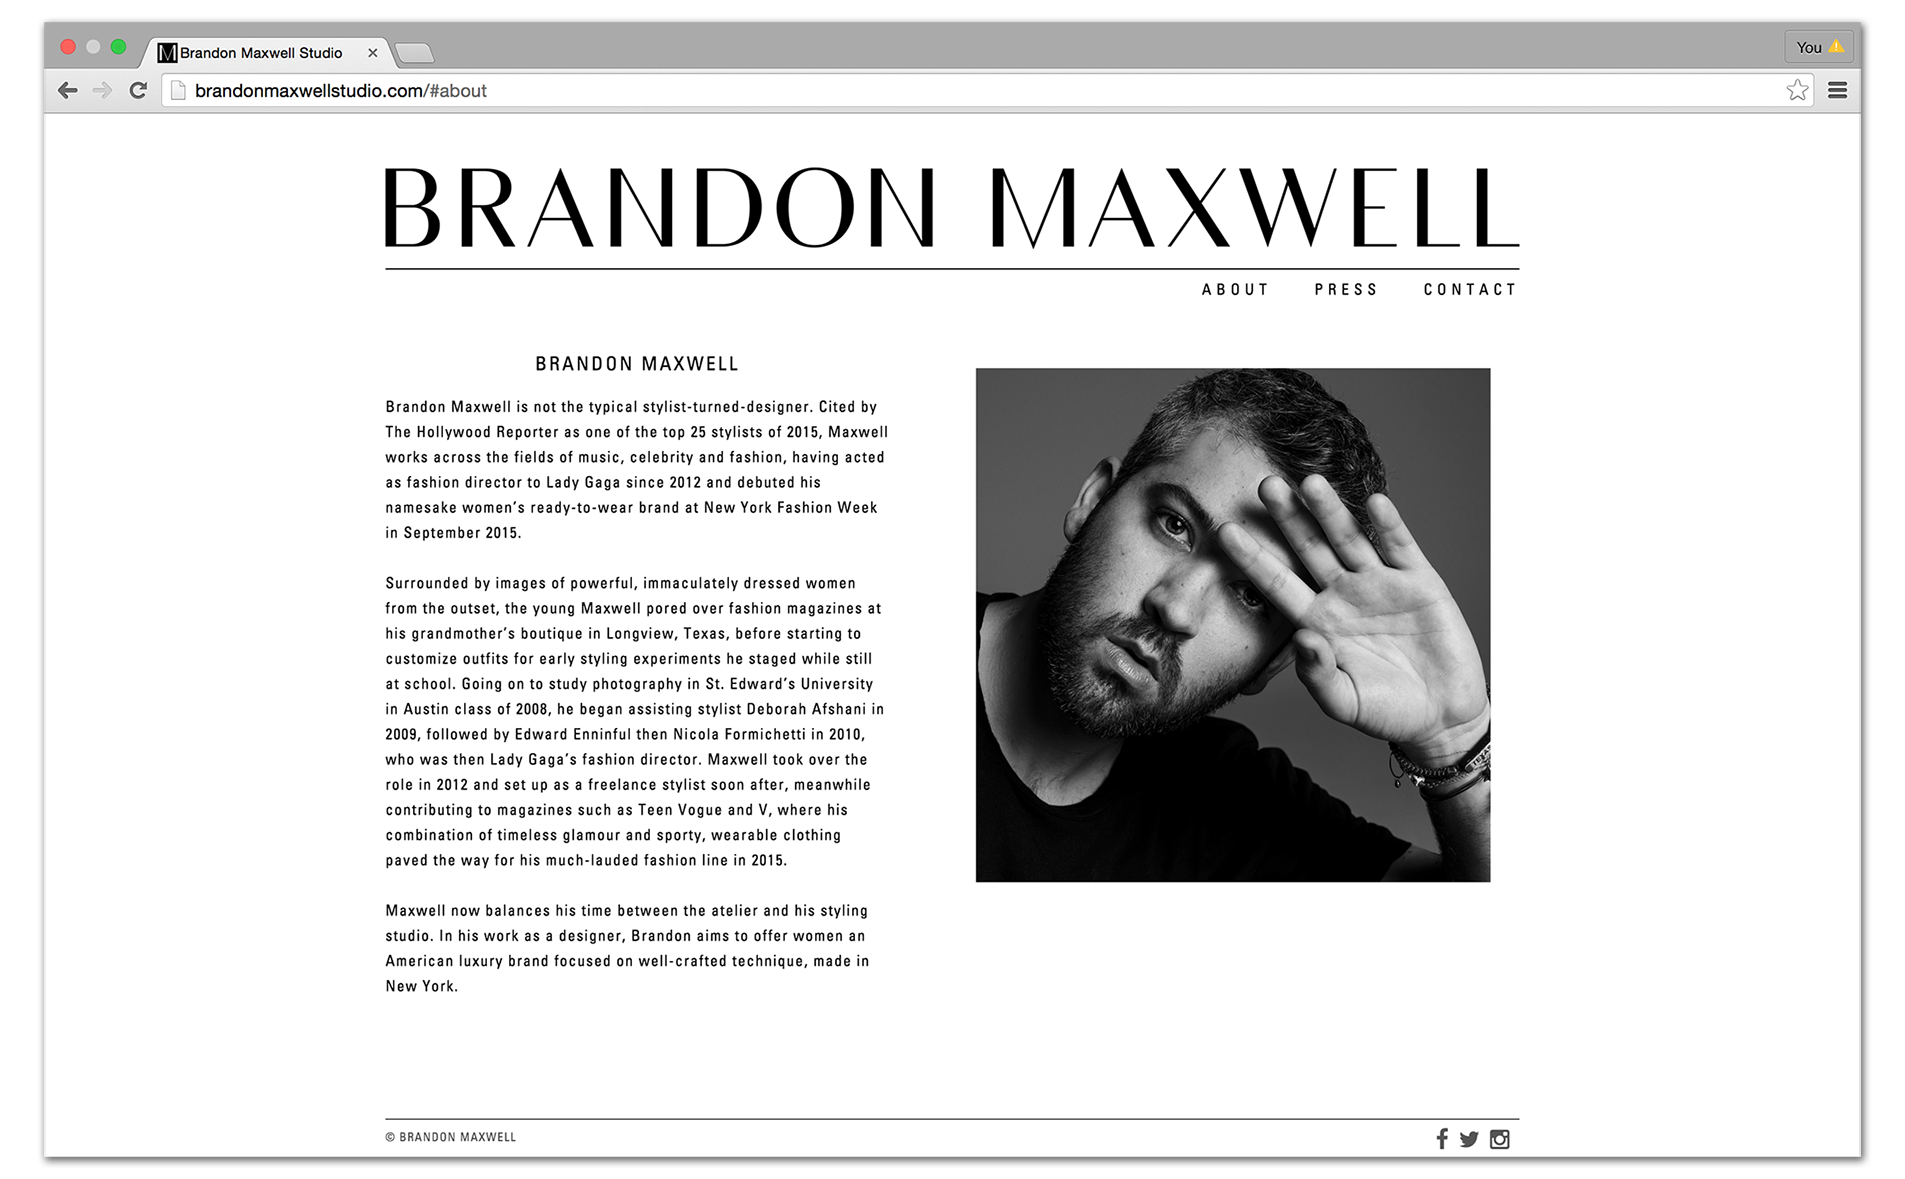 Brandon Maxwell Studio
You
brandonmaxwellstudio.com/#about
BRANDON MAXWELL
ABOUT PRESS CONTACT
BRANDON MAXWELL
Brandon Maxwell is not the typical stylist-turned-designer. Cited by
The Hollywood Reporter as one of the top 25 stylists of 2015, Maxwell
works across the fields of music, celebrity and fashion, having acted
as fashion director to Lady Gaga since 2012 and debuted his
namesake women’s ready-to-wear brand at New York Fashion Week
in September 2015.
Surrounded by images of powerful, immaculately dressed women
from the outset, the young Maxwell pored over fashion magazines at
his grandmother’s boutique in Longview, Texas, before starting to
customize outfits for early styling experiments he staged while still
at school. Going on to study photography in St. Edward’s University
in Austin class of 2008, he began assisting stylist Deborah Afshani in
2009, followed by Edward Enninful then Nicola Formichetti in 2010,
who was then Lady Gaga’s fashion director. Maxwell took over the
role in 2012 and set up as a freelance stylist soon after, meanwhile
contributing to magazines such as Teen Vogue and V, where his
combination of timeless glamour and sporty, wearable clothing
paved the way for his much-lauded fashion line in 2015.
Maxwell now balances his time between the atelier and his styling
studio. In his work as a designer, Brandon aims to offer women an
American luxury brand focused on well-crafted technique, made in
New York.
© BRANDON MAXWELL